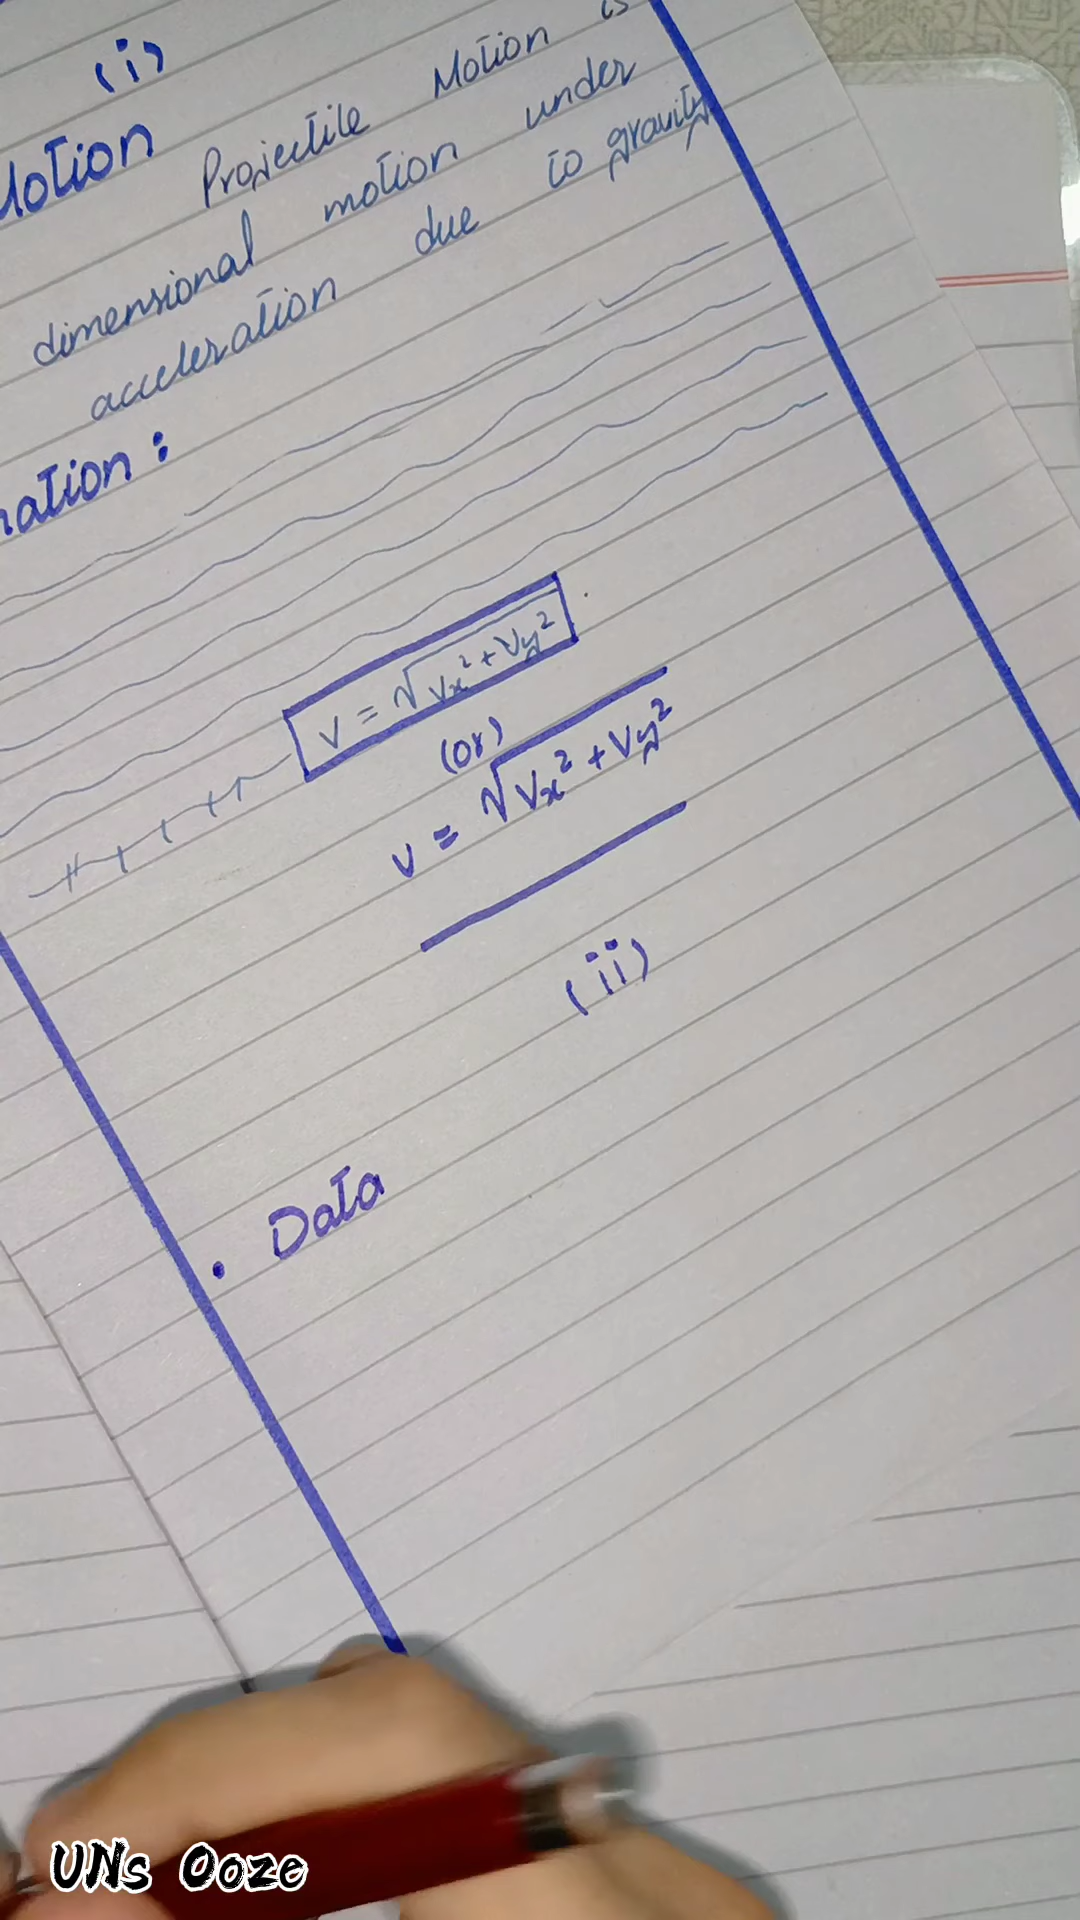 (i)
Motion
Projectile Motion is
dimensional motion under
acceleration due to gravity.
nation:
v = √Vx² + Vy²
(or)
v = √Vx² + Vy²
(ii)
• Data
UNs Ooze